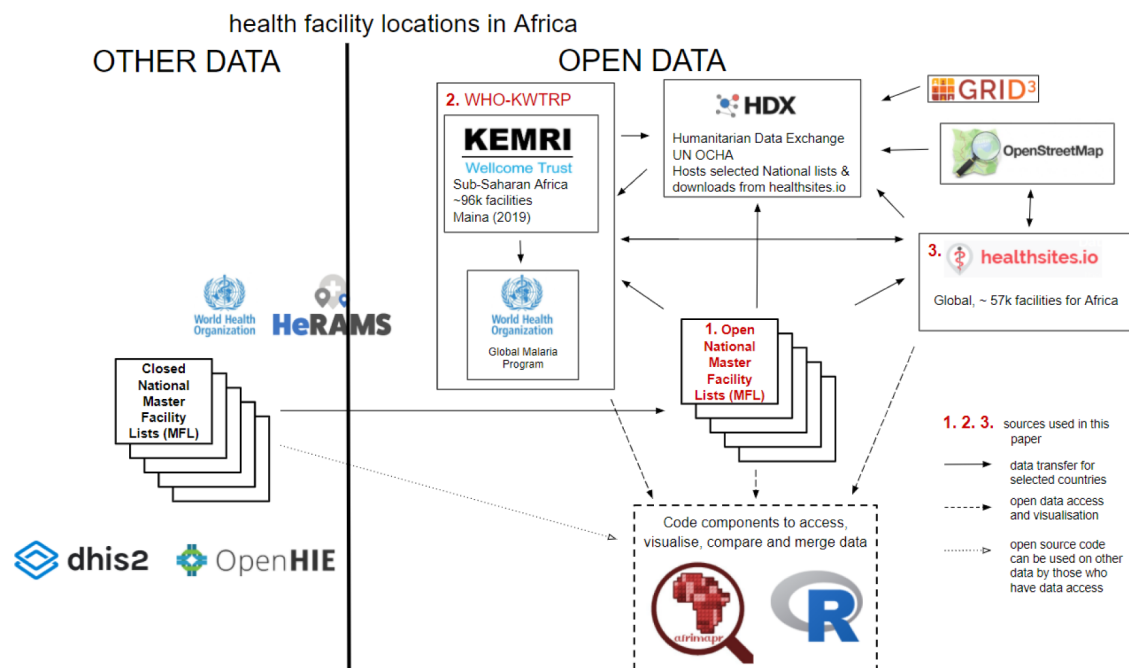 health facility locations in Africa
OTHER DATA
OPEN DATA
2. WHO-KWTRP
KEMRI
Wellcome Trust
Sub-Saharan Africa
~96k facilities
Maina (2019)
World Health
Organization
Global Malaria
Program
HDX
Humanitarian Data Exchange
UN OCHA
Hosts selected National lists &
downloads from healthsites.io
GRID3
OpenStreetMap
3. healthsites.io
Global, ~ 57k facilities for Africa
World Health
Organization
HeRAMS
Closed
National
Master
Facility
Lists (MFL)
1. Open
National
Master
Facility
Lists (MFL)
dhis2
OpenHIE
Code components to access,
visualise, compare and merge data
afrimapr
R
1. 2. 3. sources used in this
paper
data transfer for
selected countries
open data access
and visualisation
open source code
can be used on other
data by those who
have data access